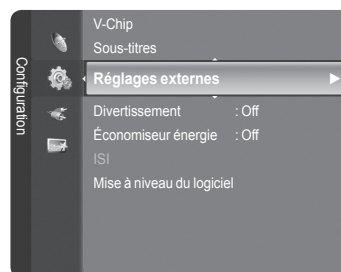 Configuration
V-Chip
Sous-titres
Réglages externes
Divertissement : Off
Économiseur énergie : Off
ISI
Mise à niveau du logiciel